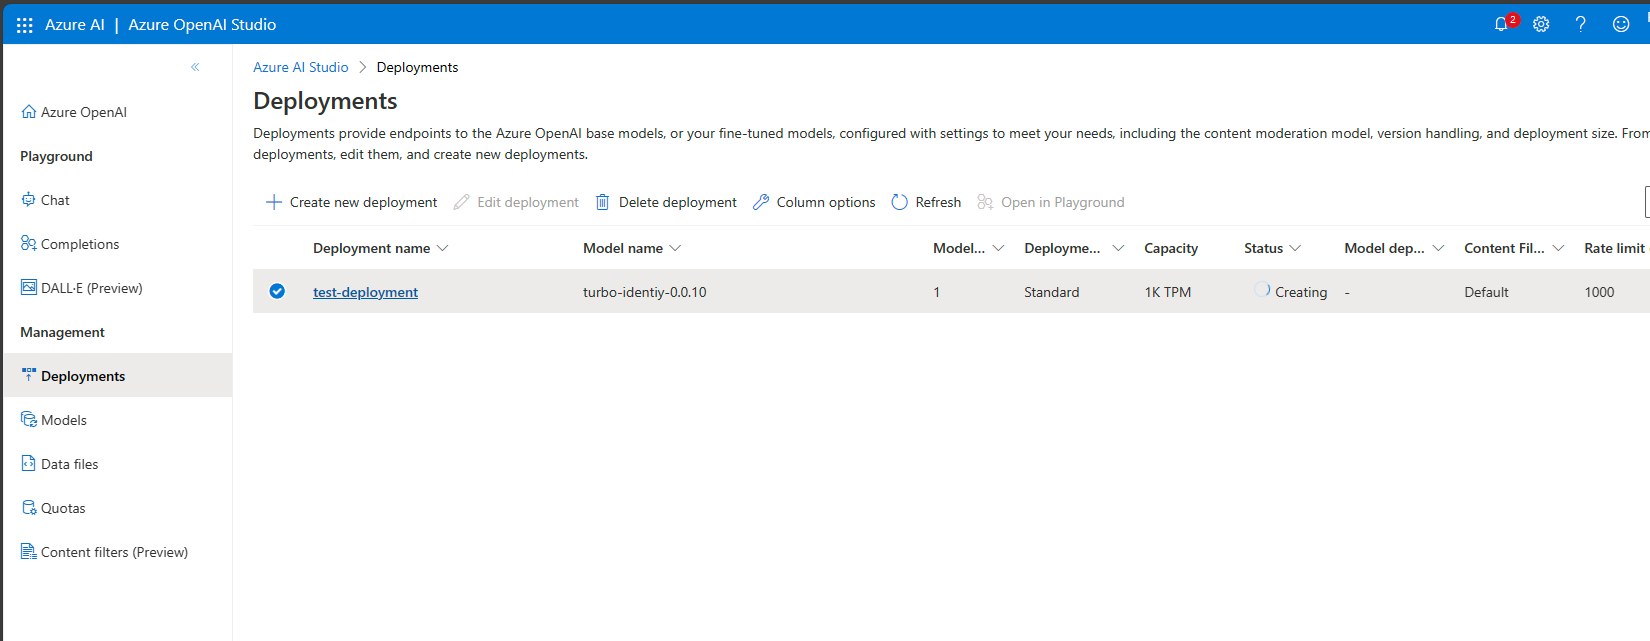 Azure AI | Azure OpenAI Studio
2
Azure AI Studio > Deployments
Deployments
Deployments provide endpoints to the Azure OpenAI base models, or your fine-tuned models, configured with settings to meet your needs, including the content moderation model, version handling, and deployment size. From
deployments, edit them, and create new deployments.
Azure OpenAI
Playground
Chat
Completions
DALL·E (Preview)
Management
Deployments
Models
Data files
Quotas
Content filters (Preview)
Create new deployment Edit deployment Delete deployment Column options Refresh Open in Playground
Deployment name Model name Model... Deployme... Capacity Status Model dep... Content Fil... Rate limit
test-deployment turbo-identiy-0.0.10 1 Standard 1K TPM Creating - Default 1000